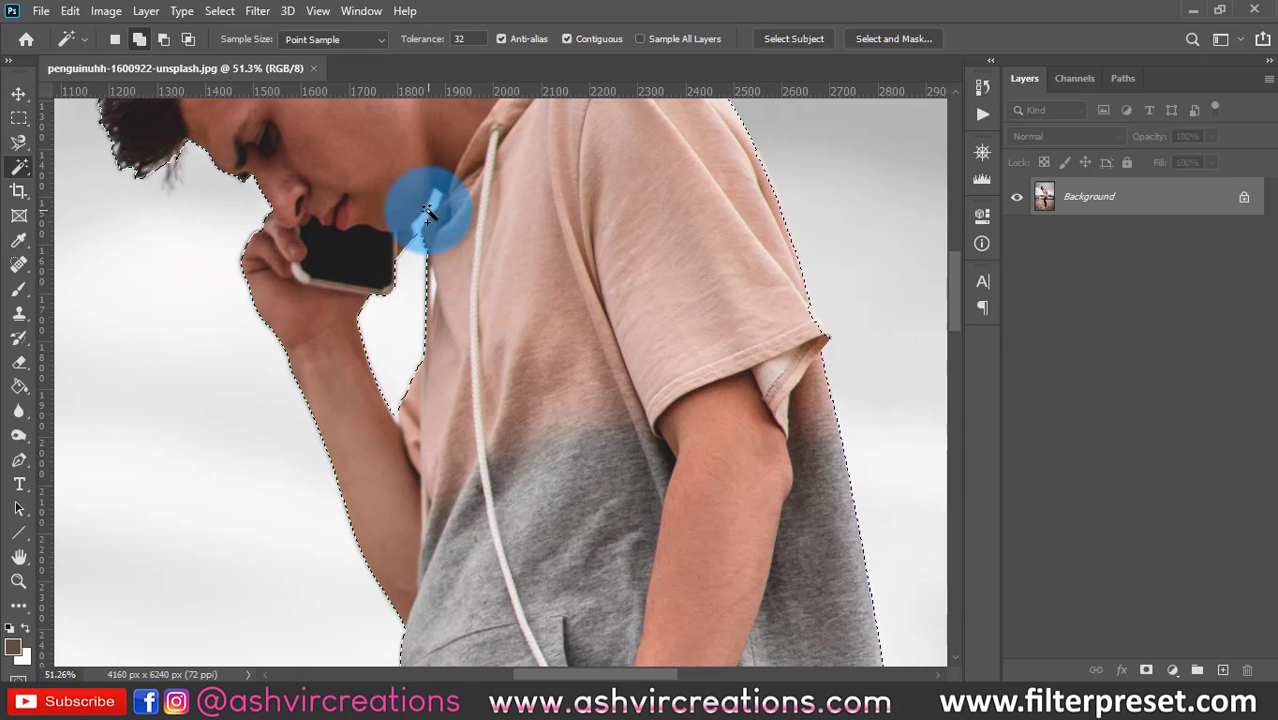 Ps File Edit Image Layer Type Select Filter 3D View Window Help
Sample Size: Point Sample Tolerance: 32 Anti-alias Contiguous Sample All Layers Select Subject Select and Mask...
penguinuhh-1600922-unsplash.jpg @ 51.3% (RGB/8)
1100 1200 1300 1400 1500 1600 1700 1800 1900 2000 2100 2200 2300 2400 2500 2600 2700 2800 290
Layers Channels Paths
Kind
Normal Opacity: 100%
Lock: Fill: 100%
Background
51.26% 4160 px x 6240 px (72 ppi)
Subscribe @ashvircreations www.ashvircreations.com www.filterpreset.com